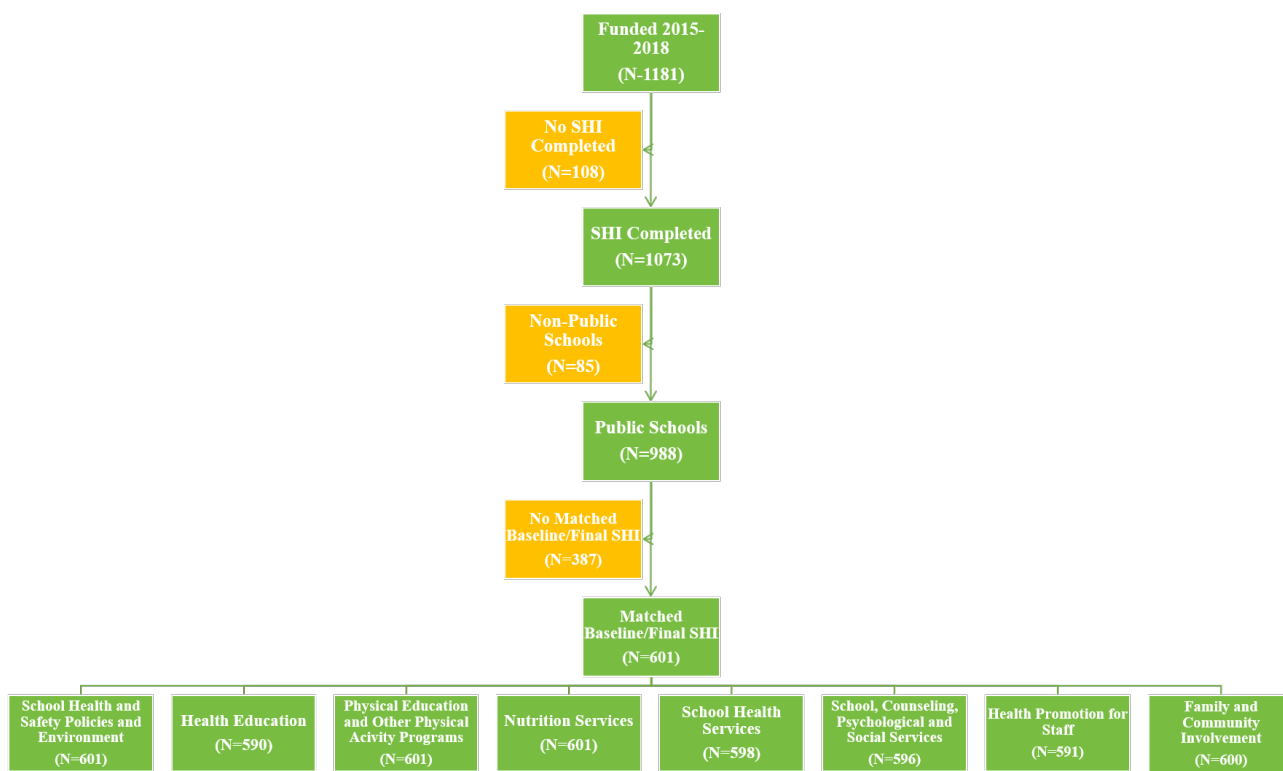 Funded 2015-
2018
(N-1181)
No SHI
Completed
(N=108)
SHI Completed
(N=1073)
Non-Public
Schools
(N=85)
Public Schools
(N=988)
No Matched
Baseline/Final SHI
(N=387)
Matched
Baseline/Final SHI
(N=601)
School Health and
Safety Policies and
Environment
(N=601)
Health Education
(N=590)
Physical Education
and Other Physical
Acivity Programs
(N=601)
Nutrition Services
(N=601)
School Health
Services
(N=598)
School, Counseling,
Psychological and
Social Services
(N=596)
Health Promotion for
Staff
(N=591)
Family and
Community
Involvement
(N=600)